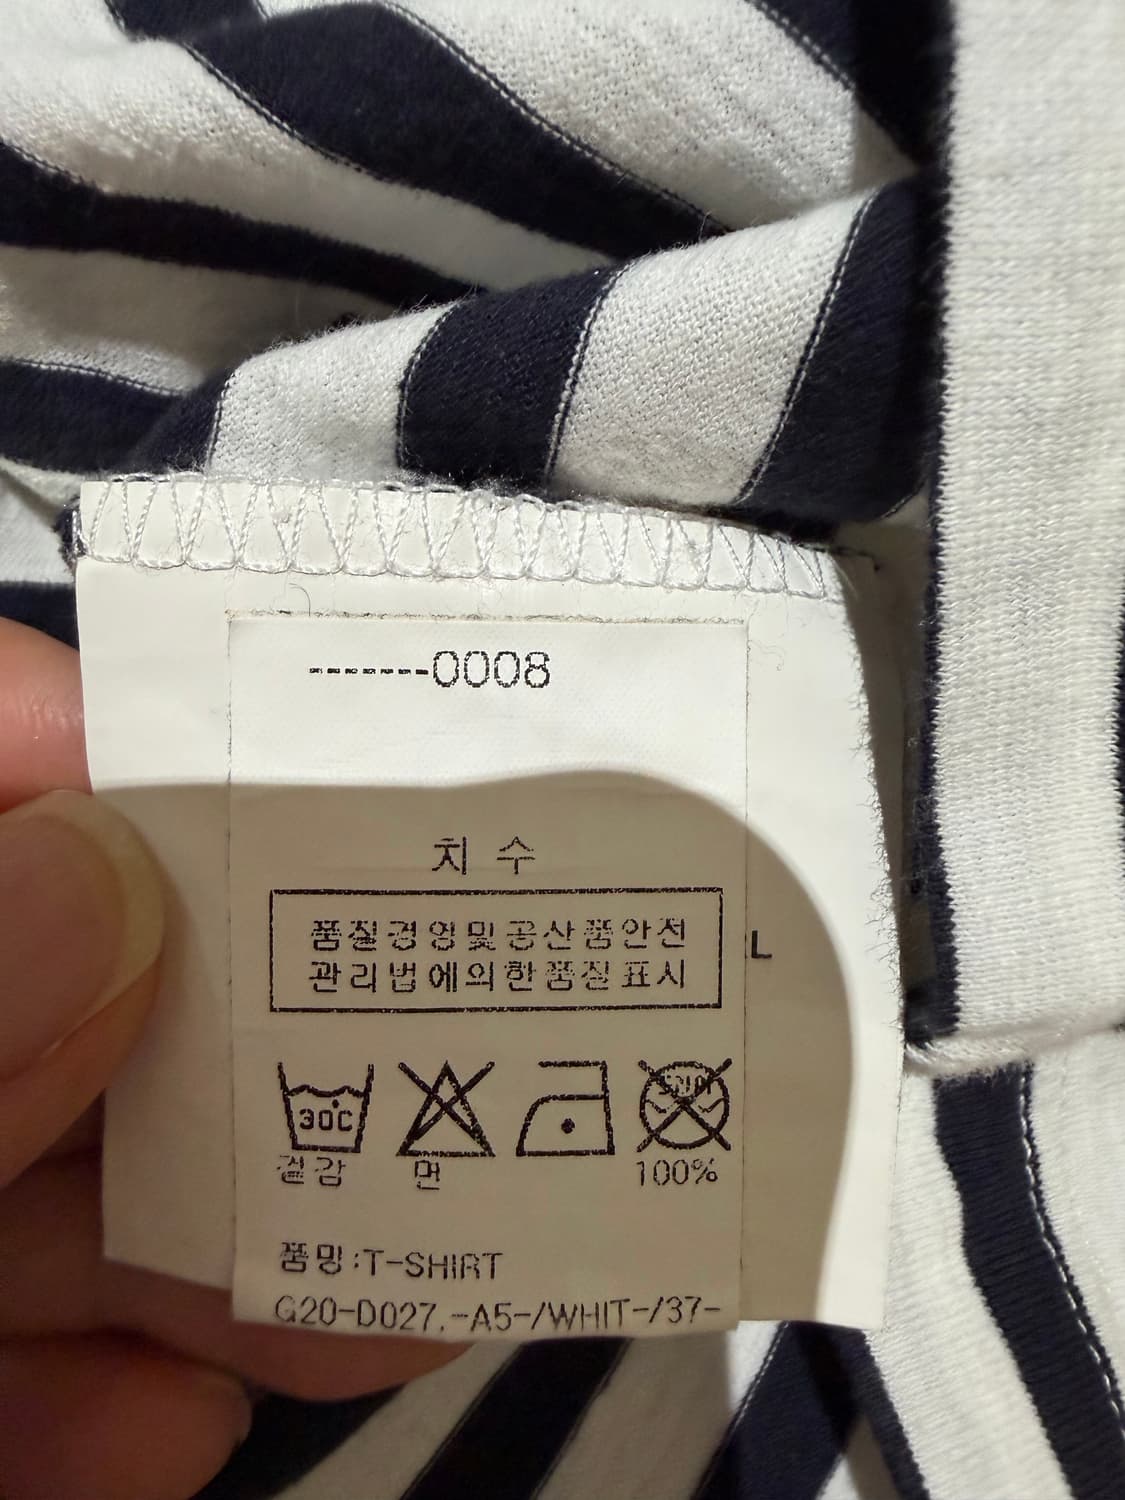 ------0008
치 수
품질경영및공산품안전
관리법에의한품질표시
L
30C
겉감 면 100%
품명:T-SHIRT
G20-D027.-A5-/WHIT-/37-